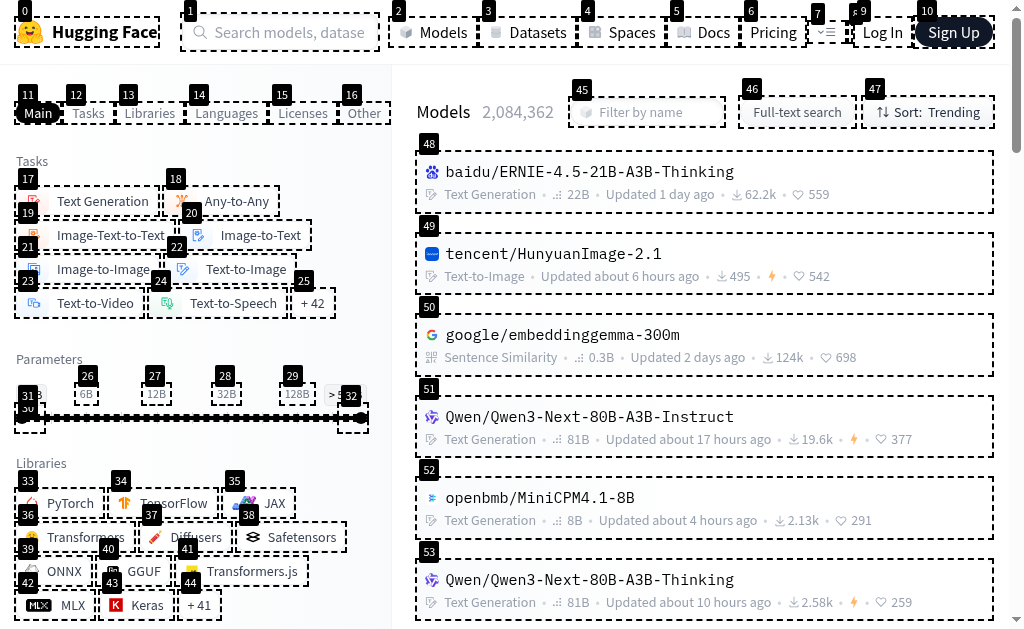 0
1
2
3
4
5
6
7
9
10
Hugging Face
Search models, datase
Models
Datasets
Spaces
Docs
Pricing
Log In
Sign Up
11
12
13
14
15
16
Main
Tasks
Libraries
Languages
Licenses
Other
45
46
47
Models 2,084,362
Filter by name
Full-text search
Sort: Trending
Tasks
17
18
Text Generation
Any-to-Any
19
20
Image-Text-to-Text
Image-to-Text
21
22
Image-to-Image
Text-to-Image
23
24
25
Text-to-Video
Text-to-Speech
+ 42
Parameters
26
27
28
29
31
32
6B
12B
32B
128B
30
Libraries
33
34
35
PyTorch
TensorFlow
JAX
36
37
38
Transformers
Diffusers
Safetensors
39
40
41
ONNX
GGUF
Transformers.js
42
43
44
MLX
MLX
K
Keras
+ 41
48
baidu/ERNIE-4.5-21B-A3B-Thinking
Text Generation • 22B • Updated 1 day ago • 62.2k • 559
49
tencent/HunyuanImage-2.1
Text-to-Image • Updated about 6 hours ago • 495 • 542
50
google/embeddinggemma-300m
Sentence Similarity • 0.3B • Updated 2 days ago • 124k • 698
51
Qwen/Qwen3-Next-80B-A3B-Instruct
Text Generation • 81B • Updated about 17 hours ago • 19.6k • 377
52
openbmb/MiniCPM4.1-8B
Text Generation • 8B • Updated about 4 hours ago • 2.13k • 291
53
Qwen/Qwen3-Next-80B-A3B-Thinking
Text Generation • 81B • Updated about 10 hours ago • 2.58k • 259